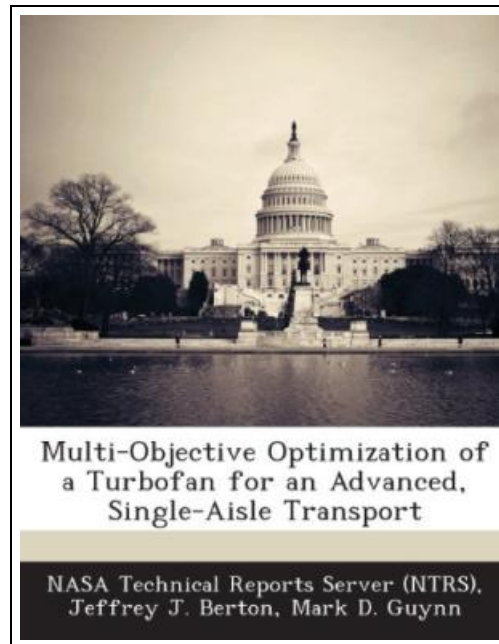 Multi-Objective Optimization of
a Turbofan for an Advanced,
Single-Aisle Transport
NASA Technical Reports Server (NTRS),
Jeffrey J. Berton, Mark D. Guynn